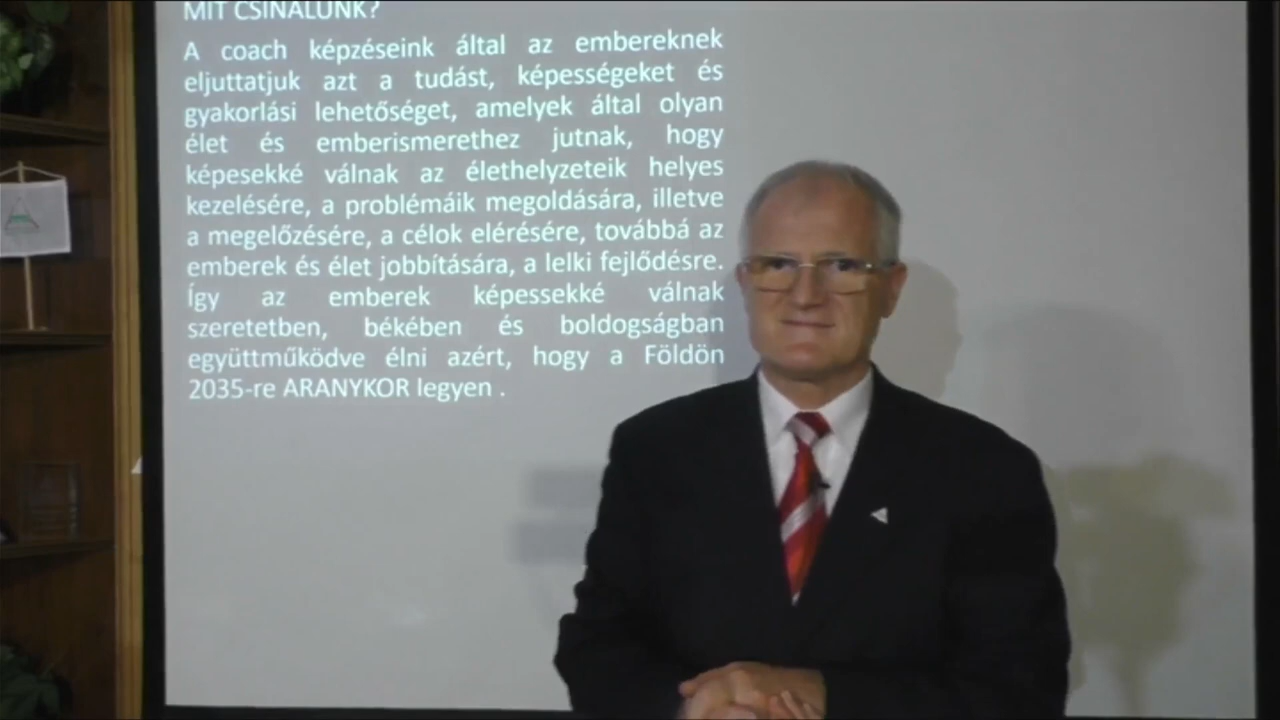 MIT CSINÁLUNK?
A coach képzéseink által az embereknek
eljuttatjuk azt a tudást, képességeket és
gyakorlási lehetőséget, amelyek által olyan
élet és emberismerethez jutnak, hogy
képesekké válnak az élethelyzeteik helyes
kezelésére, a problémáik megoldására, illetve
a megelőzésére, a célok elérésére, továbbá az
emberek és élet jobbítására, a lelki fejlődésre.
Így az emberek képessekké válnak
szeretetben, békében és boldogságban
együttműködve élni azért, hogy a Földön
2035-re ARANYKOR legyen .